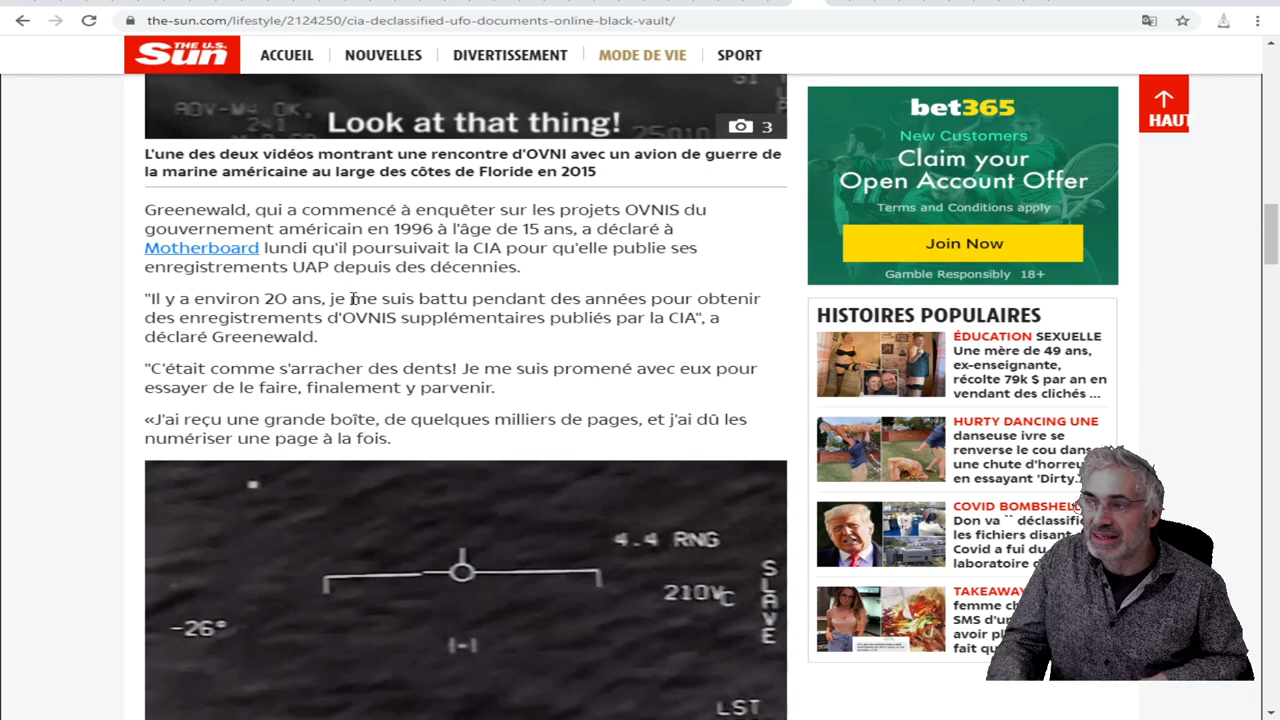 the-sun.com/lifestyle/2124250/cia-declassified-ufo-documents-online-black-vault/
THE U.S.
Sun
ACCUEIL
NOUVELLES
DIVERTISSEMENT
MODE DE VIE
SPORT
Look at that thing!
3
L'une des deux vidéos montrant une rencontre d'OVNI avec un avion de guerre de
la marine américaine au large des côtes de Floride en 2015
Greenewald, qui a commencé à enquêter sur les projets OVNIS du
gouvernement américain en 1996 à l'âge de 15 ans, a déclaré à
Motherboard lundi qu'il poursuivait la CIA pour qu'elle publie ses
enregistrements UAP depuis des décennies.
"Il y a environ 20 ans, je me suis battu pendant des années pour obtenir
des enregistrements d'OVNIS supplémentaires publiés par la CIA", a
déclaré Greenewald.
"C'était comme s'arracher des dents! Je me suis promené avec eux pour
essayer de le faire, finalement y parvenir.
«J'ai reçu une grande boîte, de quelques milliers de pages, et j'ai dû les
numériser une page à la fois.
4.4 RNG
210 VC
SLAVE
-26°
LST
bet365
New Customers
Claim your
Open Account Offer
Terms and Conditions apply
Join Now
Gamble Responsibly 18+
HAUT
HISTOIRES POPULAIRES
ÉDUCATION SEXUELLE
Une mère de 49 ans,
ex-enseignante,
récolte 79k $ par an en
vendant des clichés ...
HURTY DANCING UNE
danseuse ivre se
renverse le cou dans
une chute d'horreur
en essayant 'Dirty...
COVID BOMBSHELL
Don va `` déclassifie
les fichiers disant
Covid a fui du
laboratoire
TAKEAWAY
femme
SMS d'un
avoir
fait